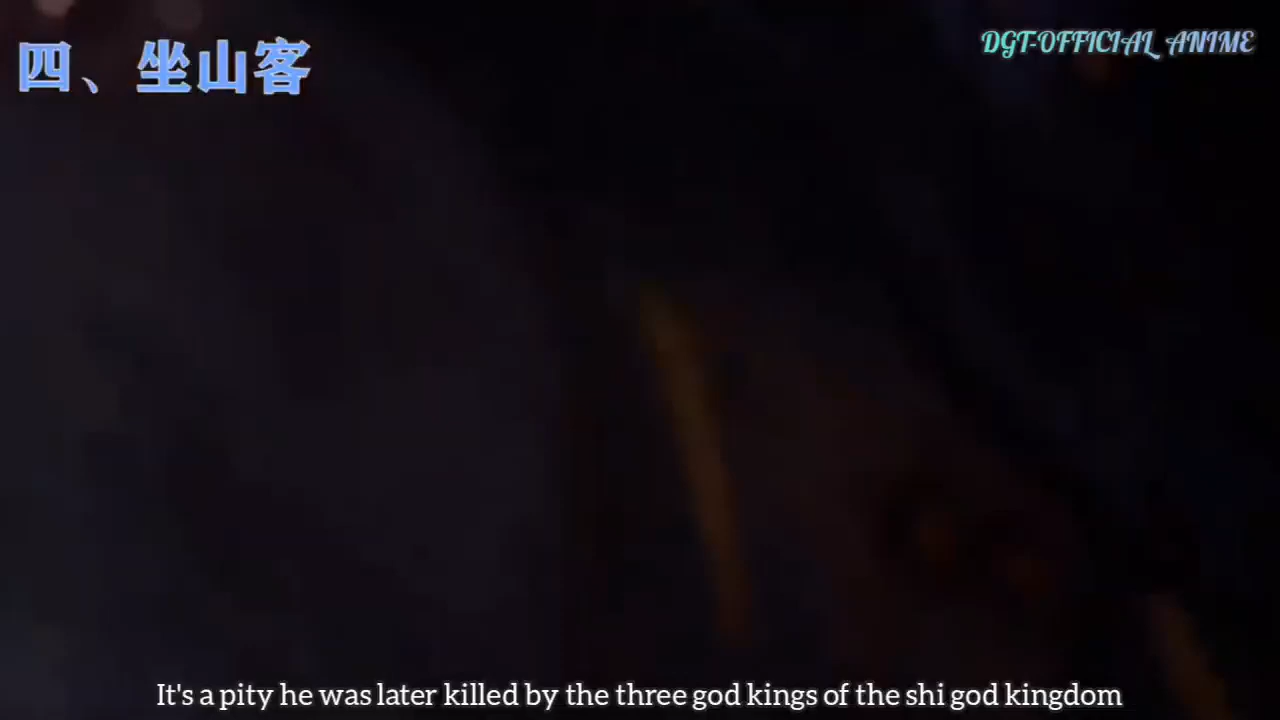 四、坐山客
DGT-OFFICIAL ANIME
It's a pity he was later killed by the three god kings of the shi god kingdom